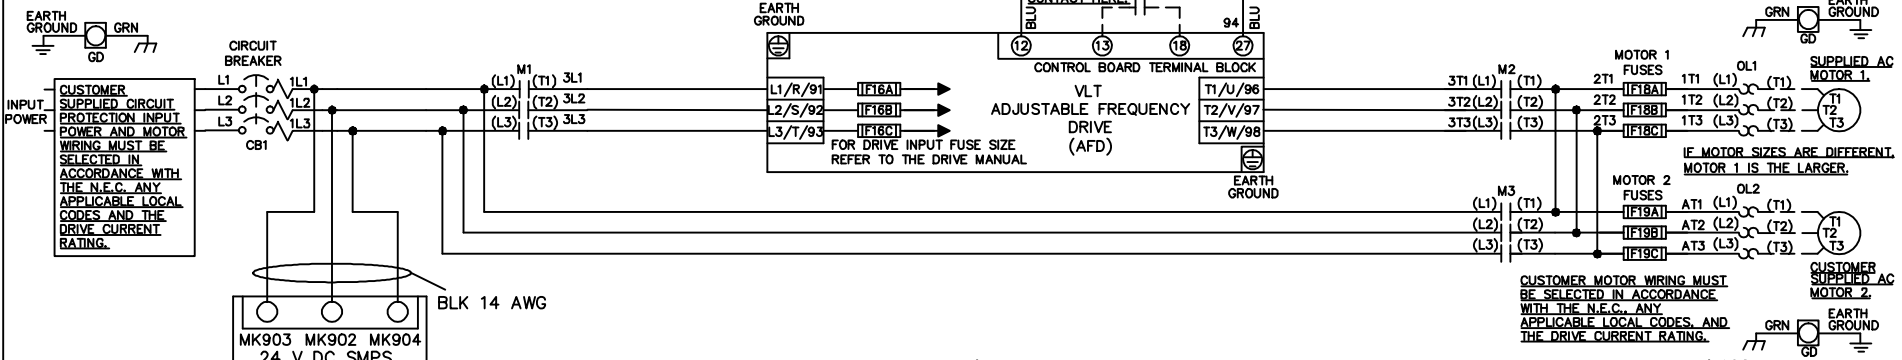 EARTH
GROUND
GRN
GD
CIRCUIT
BREAKER
INPUT
POWER
CUSTOMER
SUPPLIED CIRCUIT
PROTECTION INPUT
POWER AND MOTOR
WIRING MUST BE
SELECTED IN
ACCORDANCE WITH
THE N.E.C. ANY
APPLICABLE LOCAL
CODES AND THE
DRIVE CURRENT
RATING.
L1 1L1
L2 1L2
L3 1L3
CB1
M1
(L1) (T1) 3L1
(L2) (T2) 3L2
(L3) (T3) 3L3
BLK 14 AWG
MK903 MK902 MK904
24 V DC SMPS
EARTH
GROUND
BLU
94 BLU
12 13 18 27
CONTROL BOARD TERMINAL BLOCK
L1/R/91 F16A
L2/S/92 F16B
L3/T/93 F16C
VLT
ADJUSTABLE FREQUENCY
DRIVE
(AFD)
FOR DRIVE INPUT FUSE SIZE
REFER TO THE DRIVE MANUAL
T1/U/96
T2/V/97
T3/W/98
EARTH
GROUND
M2
3T1 (L1) (T1)
3T2(L2) (T2)
3T3(L3) (T3)
MOTOR 1
FUSES
2T1 F18A 1T1 (L1) (T1)
2T2 F18B 1T2 (L2) (T2)
2T3 F18C 1T3 (L3) (T3)
OL1
GRN
EARTH
GROUND
GD
SUPPLIED AC
MOTOR 1.
T1
T2
T3
IF MOTOR SIZES ARE DIFFERENT,
MOTOR 1 IS THE LARGER.
M3
(L1) (T1)
(L2) (T2)
(L3) (T3)
MOTOR 2
FUSES
F19A AT1 (L1) (T1)
F19B AT2 (L2) (T2)
F19C AT3 (L3) (T3)
OL2
T1
T2
T3
CUSTOMER
SUPPLIED AC
MOTOR 2.
CUSTOMER MOTOR WIRING MUST
BE SELECTED IN ACCORDANCE
WITH THE N.E.C., ANY
APPLICABLE LOCAL CODES, AND
THE DRIVE CURRENT RATING.
GRN
EARTH
GROUND
GD